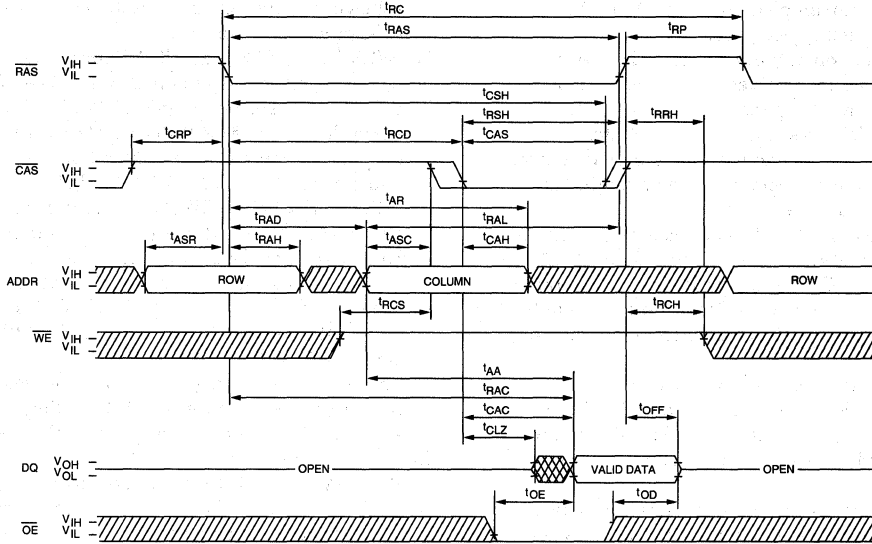 tRC
tRAS
tRP
RAS VIH
VIL
tCSH
tRSH
tRRH
tCRP
tRCD
tCAS
CAS VIH
VIL
tAR
tRAD
tRAL
tASR
tRAH
tASC
tCAH
ADDR VIH
VIL
ROW
COLUMN
ROW
tRCS
tRCH
WE VIH
VIL
tAA
tRAC
tCAC
tOFF
tCLZ
DQ VOH
VOL
OPEN
VALID DATA
OPEN
tOE
tOD
OE VIH
VIL